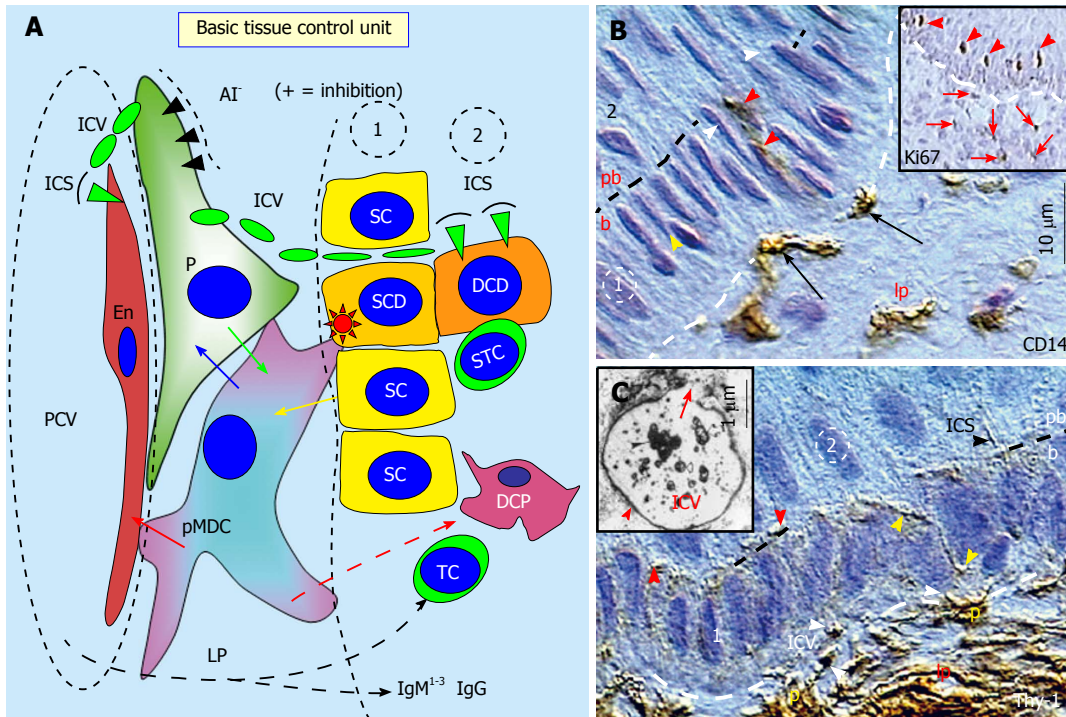 A
Basic tissue control unit
AI-
(+ = inhibition)
ICV
1
2
ICS
ICV
ICS
SC
P
SCD
DCD
En
STC
SC
PCV
SC
DCP
pMDC
TC
LP
IgM1-3 IgG
B
2
pb
b
1
lp
10 μm
CD14
Ki67
C
1 μm
ICV
ICS
pb
b
2
1
ICV
p
p
lp
Thy-1